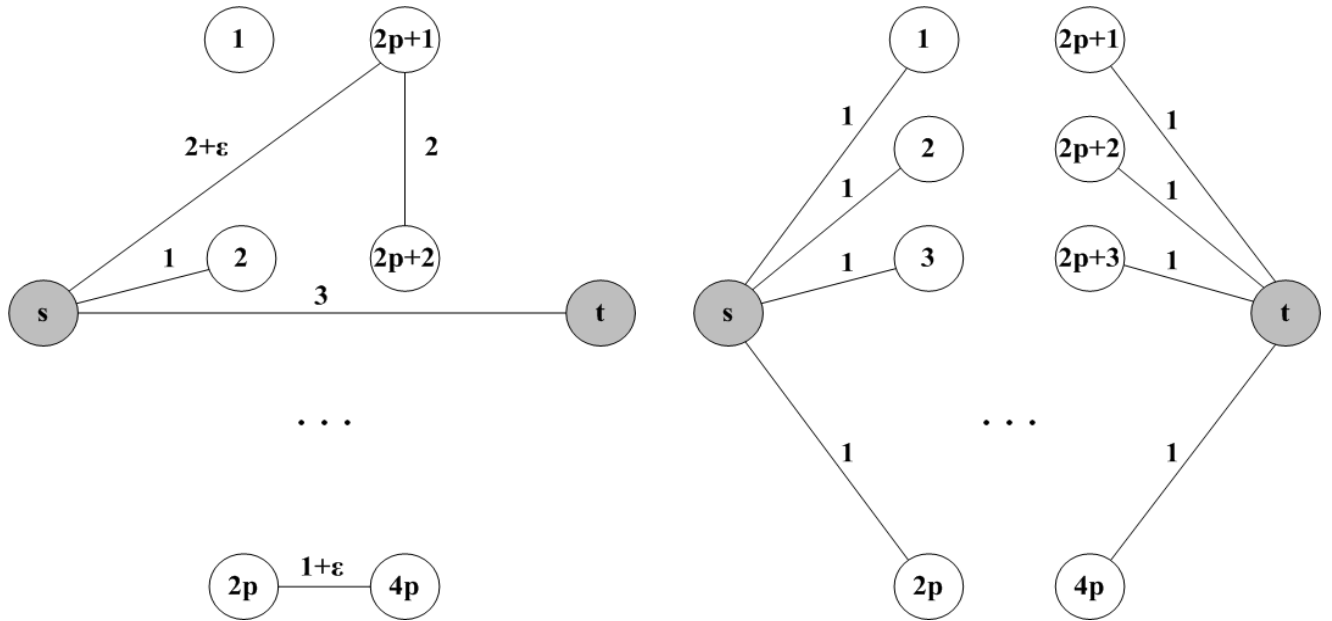 1 2p+1
2+ε 2
1 2 2p+2
s 3 t
. . .
1+ε
2p 4p
1 2p+1
1 1
2 2p+2
1 1
3 2p+3
1 1
s t
. . .
1 1
2p 4p